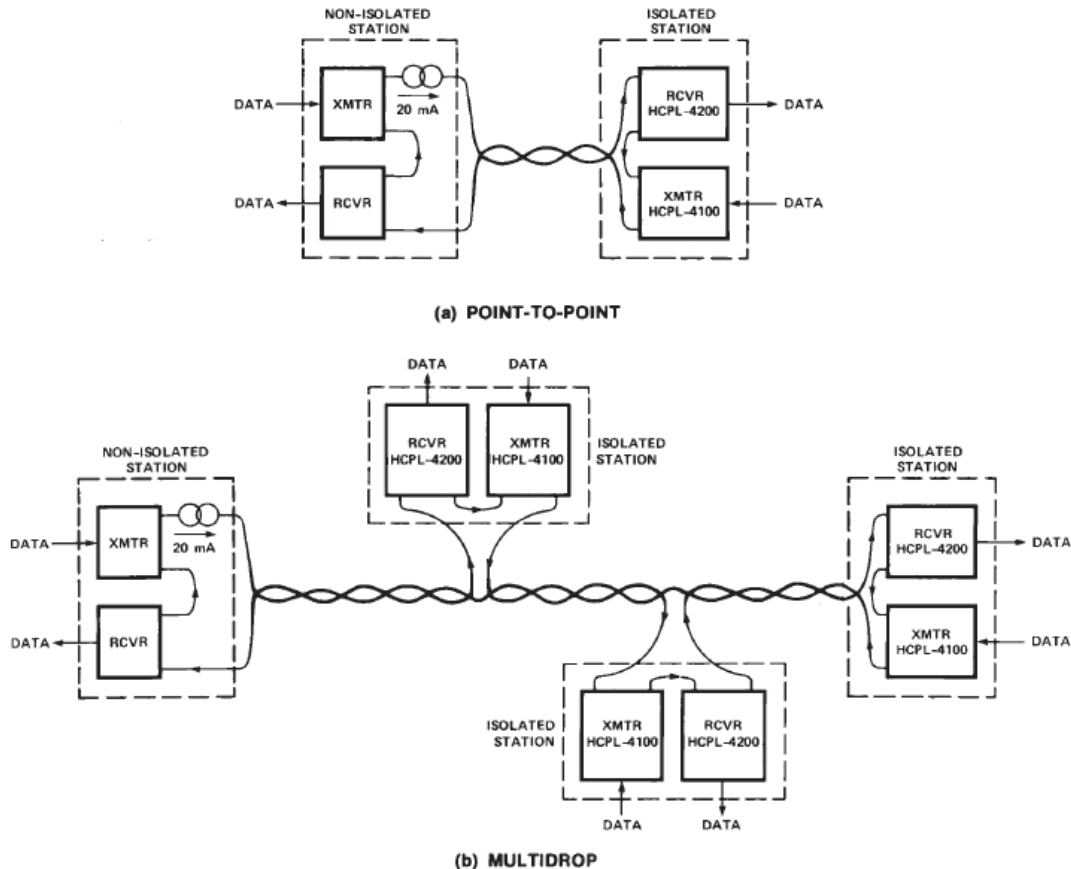 NON-ISOLATED
STATION
ISOLATED
STATION
DATA
XMTR
20 mA
RCVR
HCPL-4200
DATA
DATA
RCVR
XMTR
HCPL-4100
DATA
(a) POINT-TO-POINT
DATA
DATA
RCVR
HCPL-4200
XMTR
HCPL-4100
ISOLATED
STATION
NON-ISOLATED
STATION
ISOLATED
STATION
DATA
XMTR
20 mA
RCVR
HCPL-4200
DATA
DATA
RCVR
XMTR
HCPL-4100
DATA
ISOLATED
STATION
XMTR
HCPL-4100
RCVR
HCPL-4200
DATA
DATA
(b) MULTIDROP